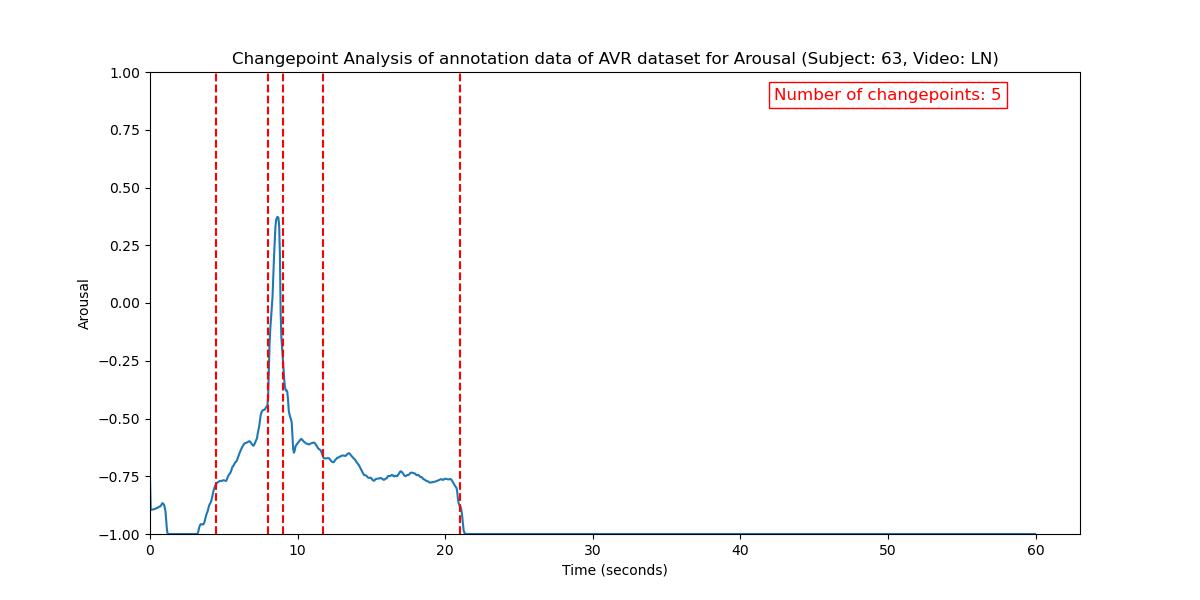 Changepoint Analysis of annotation data of AVR dataset for Arousal (Subject: 63, Video: LN)
Number of changepoints: 5
1.00
0.75
0.50
0.25
0.00
−0.25
−0.50
−0.75
−1.00
Arousal
0 10 20 30 40 50 60
Time (seconds)